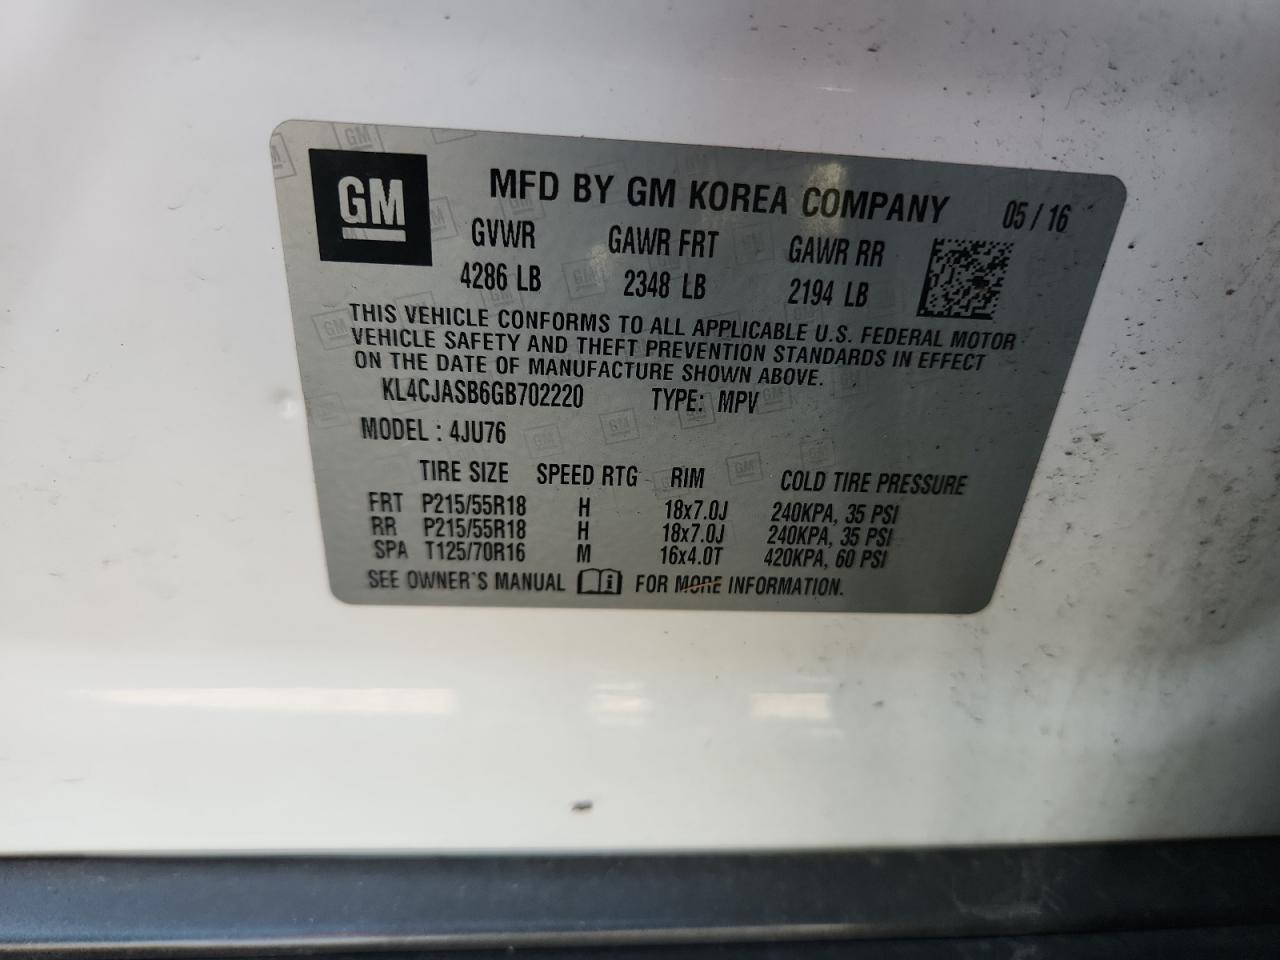 GM
MFD BY GM KOREA COMPANY 05 / 16
GVWR GAWR FRT GAWR RR
4286 LB 2348 LB 2194 LB
THIS VEHICLE CONFORMS TO ALL APPLICABLE U.S. FEDERAL MOTOR
VEHICLE SAFETY AND THEFT PREVENTION STANDARDS IN EFFECT
ON THE DATE OF MANUFACTURE SHOWN ABOVE.
KL4CJASB6GB702220 TYPE: MPV
MODEL : 4JU76
TIRE SIZE SPEED RTG RIM COLD TIRE PRESSURE
FRT P215/55R18 H 18x7.0J 240KPA, 35 PSI
RR P215/55R18 H 18x7.0J 240KPA, 35 PSI
SPA T125/70R16 M 16x4.0T 420KPA, 60 PSI
SEE OWNER'S MANUAL FOR MORE INFORMATION.